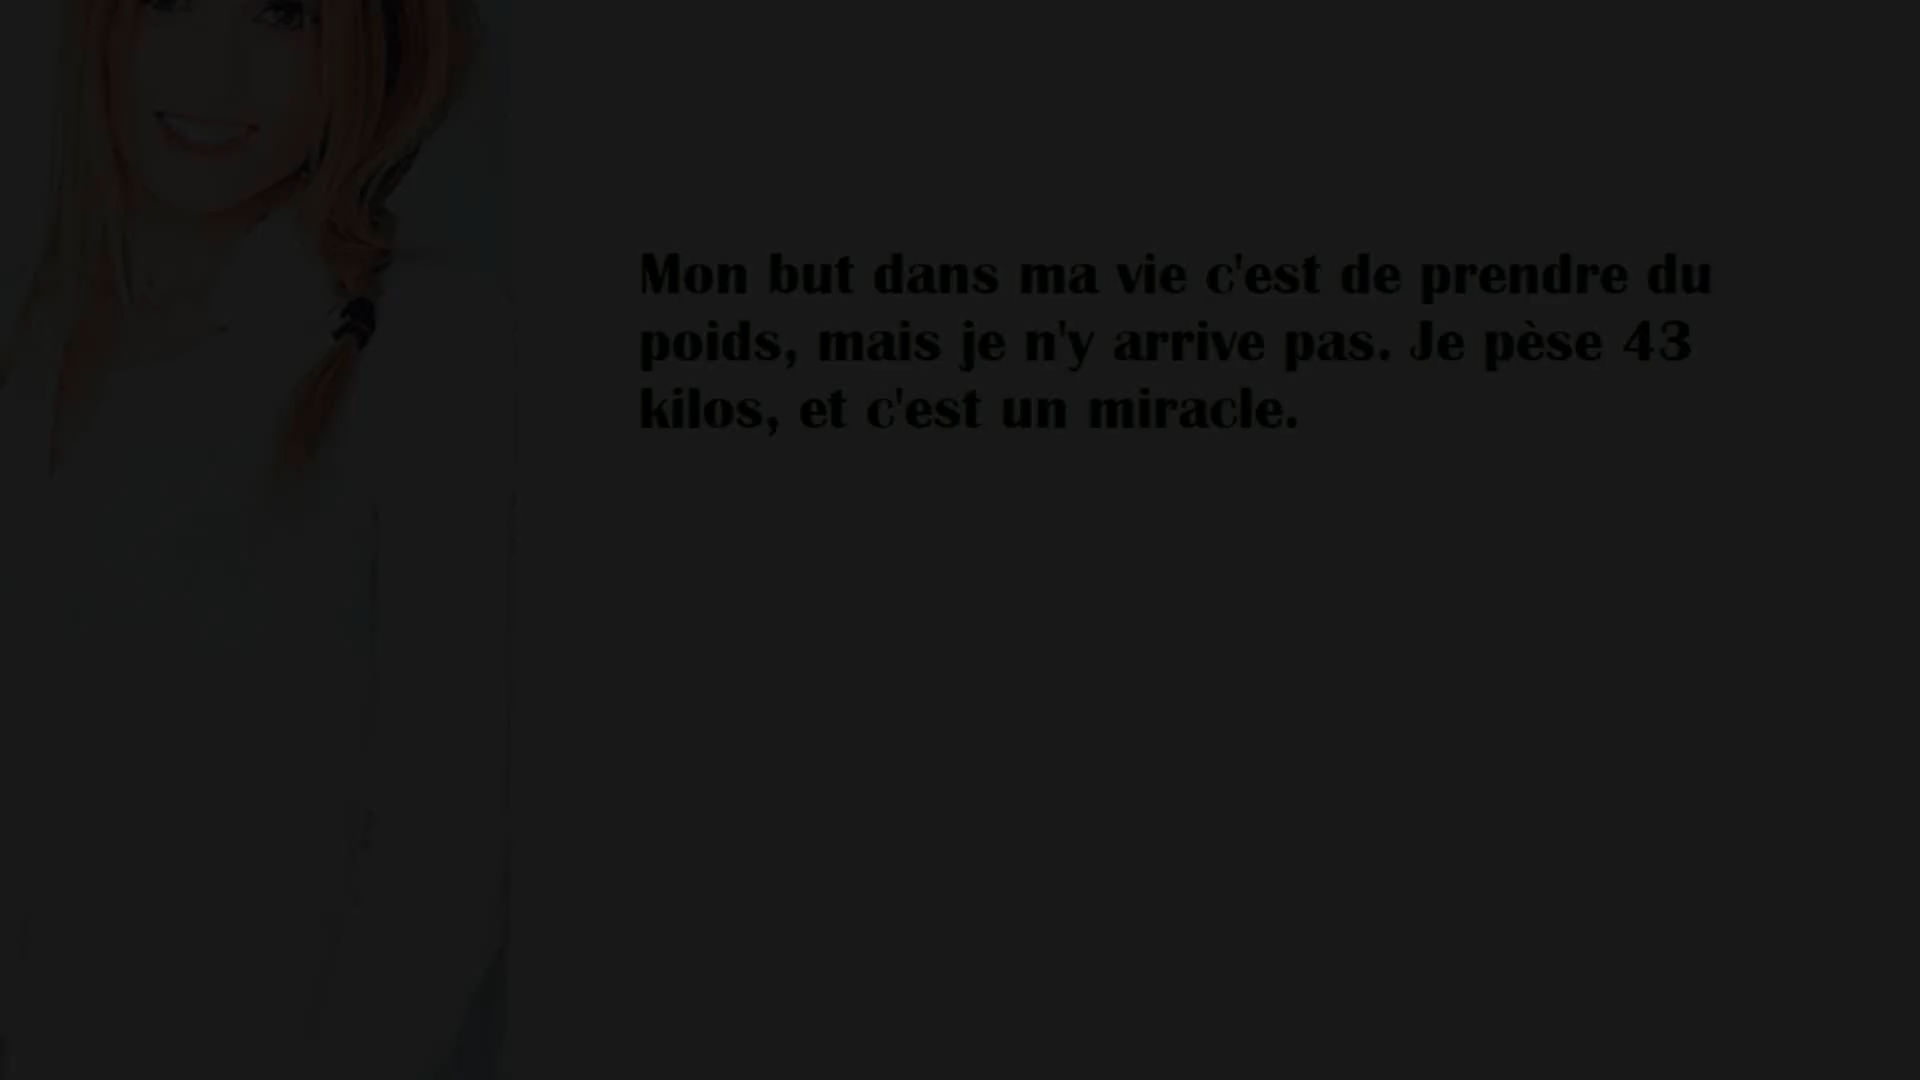 Mon but dans ma vie c'est de prendre du
poids, mais je n'y arrive pas. Je pèse 43
kilos, et c'est un miracle.